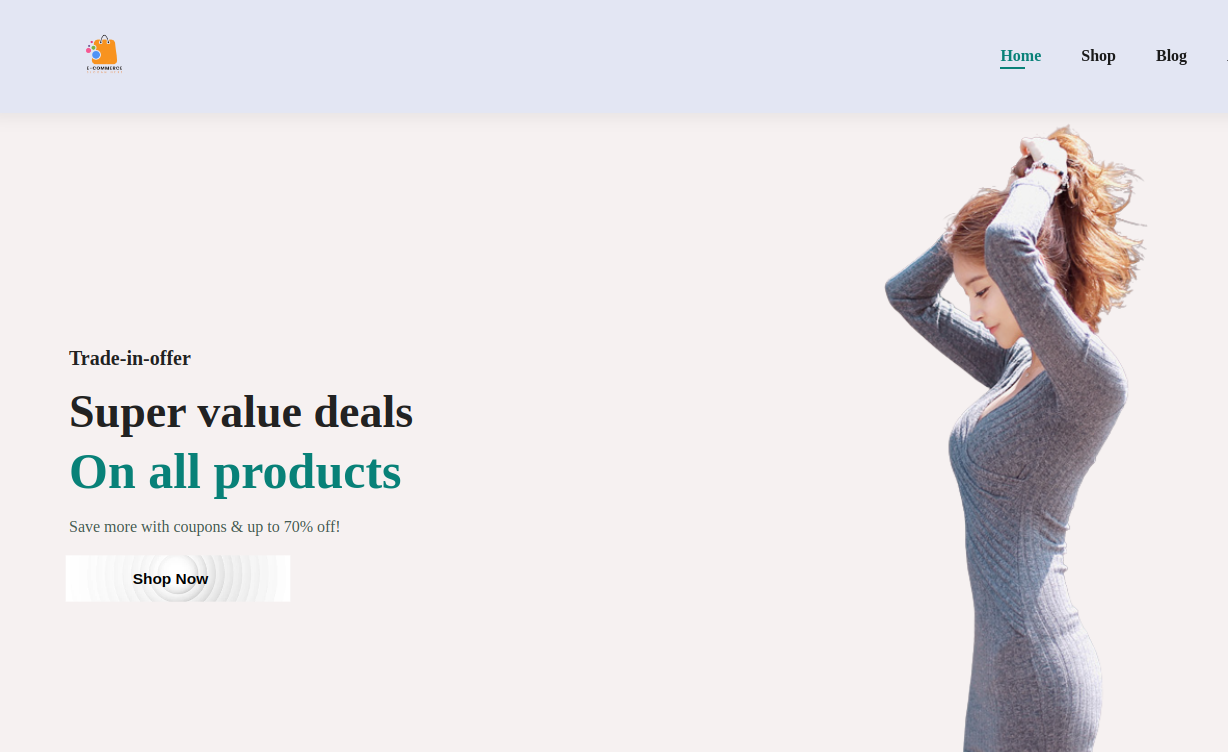 E-COMMERCE
Home
Shop
Blog
Trade-in-offer
Super value deals
On all products
Save more with coupons & up to 70% off!
Shop Now